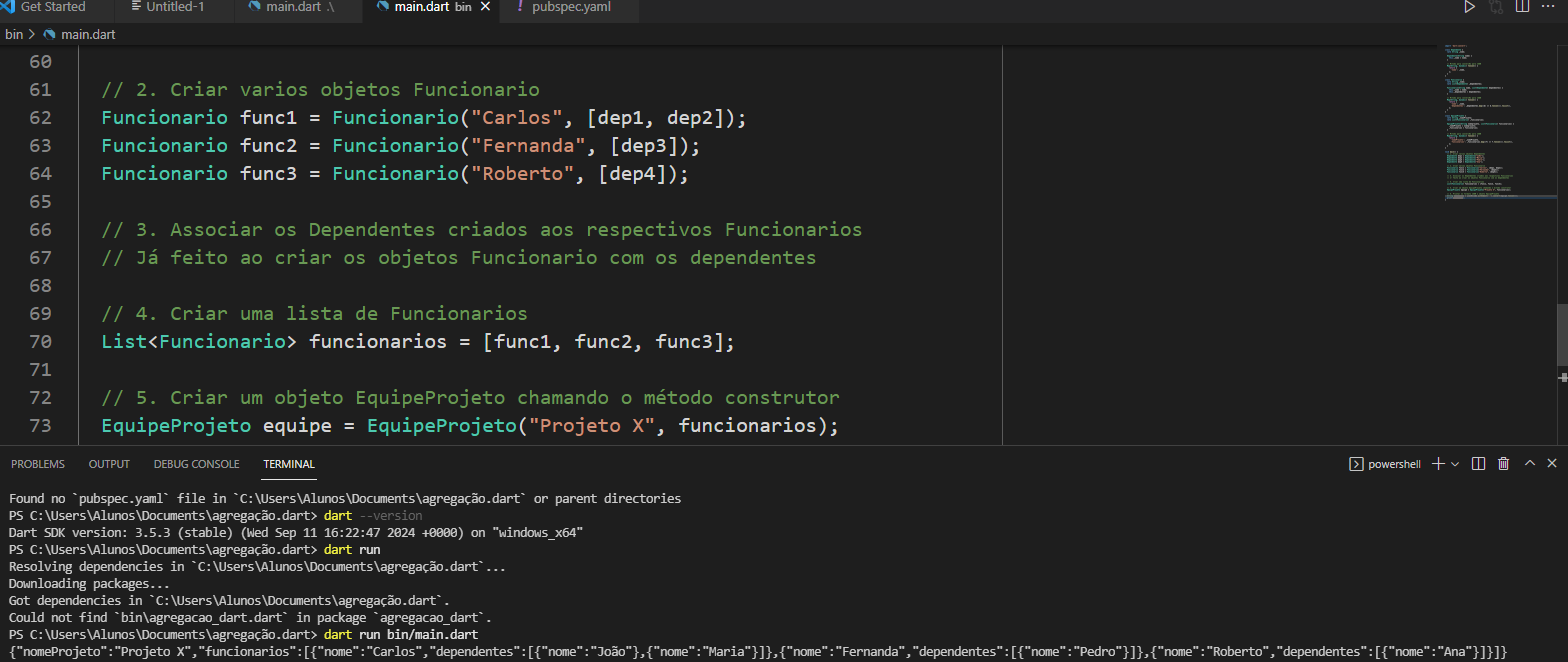 Get Started
Untitled-1
main.dart .\
main.dart bin
! pubspec.yaml
bin > main.dart
60
61 // 2. Criar varios objetos Funcionario
62 Funcionario func1 = Funcionario("Carlos", [dep1, dep2]);
63 Funcionario func2 = Funcionario("Fernanda", [dep3]);
64 Funcionario func3 = Funcionario("Roberto", [dep4]);
65
66 // 3. Associar os Dependentes criados aos respectivos Funcionarios
67 // Já feito ao criar os objetos Funcionario com os dependentes
68
69 // 4. Criar uma lista de Funcionarios
70 List<Funcionario> funcionarios = [func1, func2, func3];
71
72 // 5. Criar um objeto EquipeProjeto chamando o método construtor
73 EquipeProjeto equipe = EquipeProjeto("Projeto X", funcionarios);
PROBLEMS OUTPUT DEBUG CONSOLE TERMINAL
powershell
Found no `pubspec.yaml` file in `C:\Users\Alunos\Documents\agregação.dart` or parent directories
PS C:\Users\Alunos\Documents\agregação.dart> dart --version
Dart SDK version: 3.5.3 (stable) (Wed Sep 11 16:22:47 2024 +0000) on "windows_x64"
PS C:\Users\Alunos\Documents\agregação.dart> dart run
Resolving dependencies in `C:\Users\Alunos\Documents\agregação.dart`...
Downloading packages...
Got dependencies in `C:\Users\Alunos\Documents\agregação.dart`.
Could not find `bin\agregacao_dart.dart` in package `agregacao_dart`.
PS C:\Users\Alunos\Documents\agregação.dart> dart run bin/main.dart
{"nomeProjeto":"Projeto X","funcionarios":[{"nome":"Carlos","dependentes":[{"nome":"João"},{"nome":"Maria"}]},{"nome":"Fernanda","dependentes":[{"nome":"Pedro"}]},{"nome":"Roberto","dependentes":[{"nome":"Ana"}]}]}